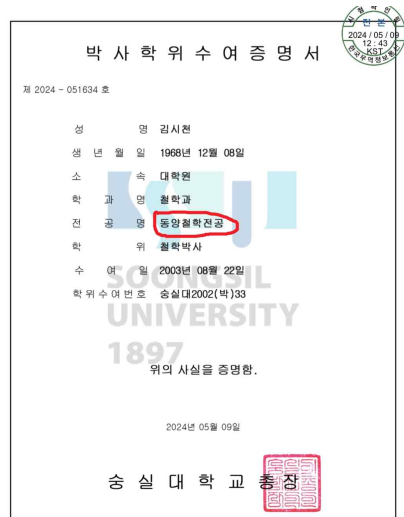 전 본
2024 / 05 / 09
12 : 43
KST
박 사 학 위 수 여 증 명 서
제 2024 - 051634 호
성 명 김시천
생 년 월 일 1968년 12월 08일
소 속 대학원
학 과 명 철학과
전 공 명 동양철학전공
학 위 철학박사
수 여 일 2003년 08월 22일
학위수여번호 숭실대2002(박)33
SOONGSIL
UNIVERSITY
1897
위의 사실을 증명함.
2024년 05월 09일
숭 실 대 학 교 총 장